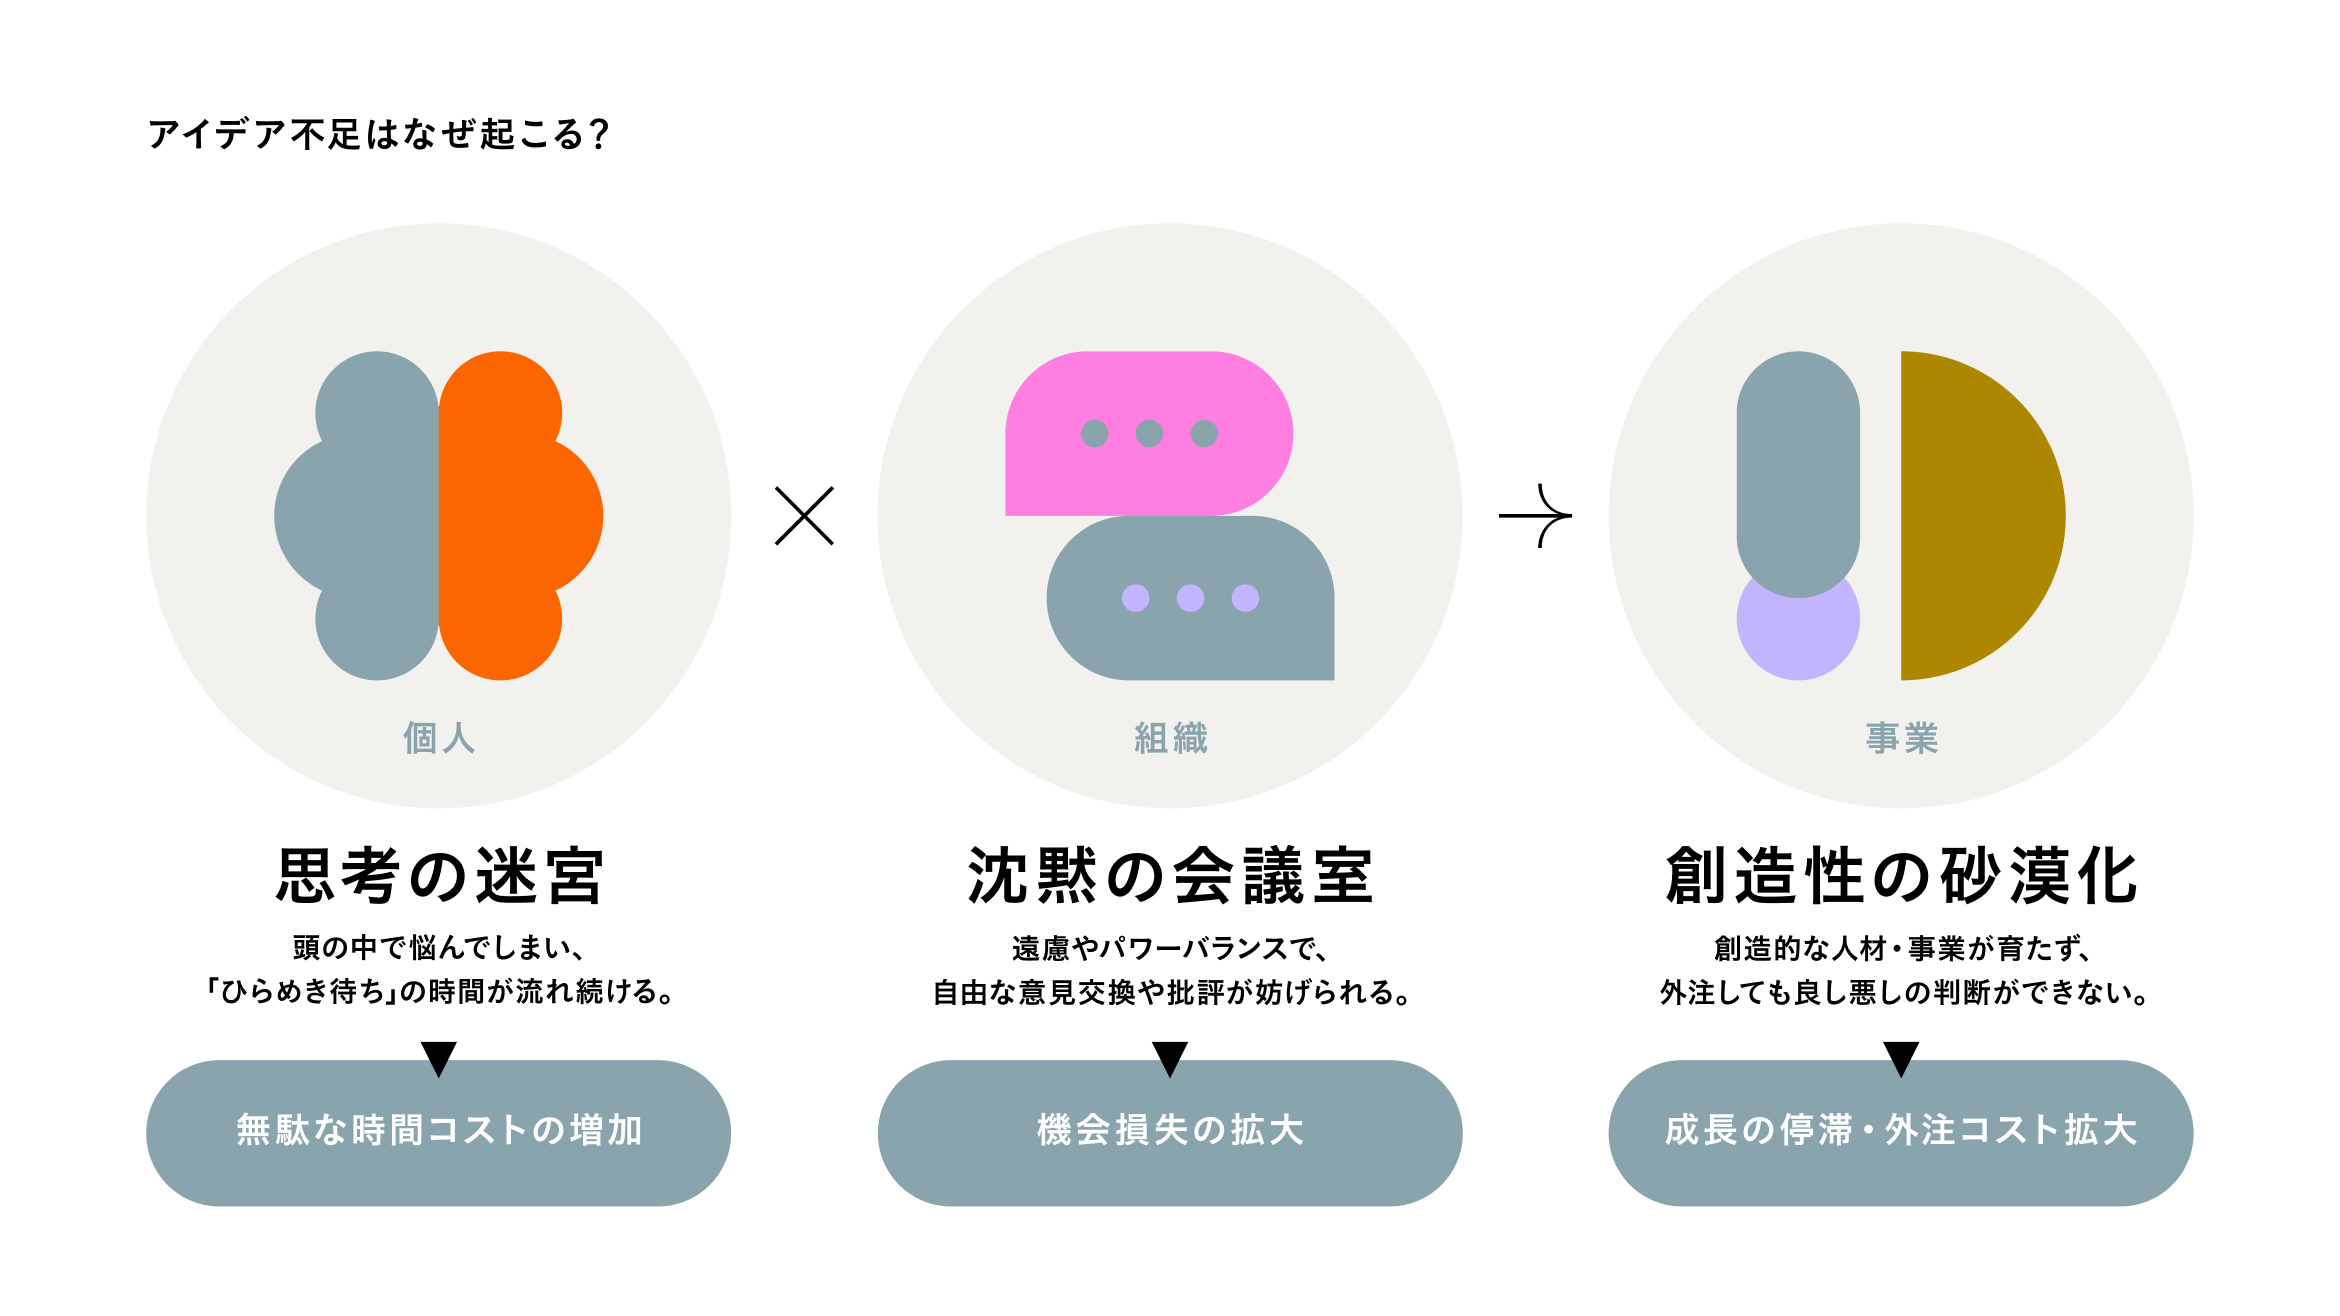 アイデア不足はなぜ起こる？
個人
思考の迷宮
頭の中で悩んでしまい、
「ひらめき待ち」の時間が流れ続ける。
無駄な時間コストの増加
組織
沈黙の会議室
遠慮やパワーバランスで、
自由な意見交換や批評が妨げられる。
機会損失の拡大
事業
創造性の砂漠化
創造的な人材・事業が育たず、
外注しても良し悪しの判断ができない。
成長の停滞・外注コスト拡大